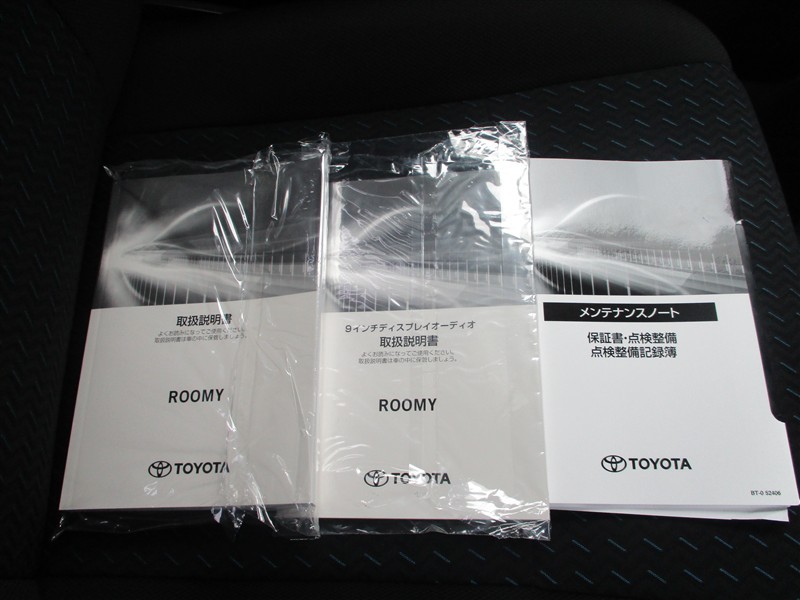 取扱説明書
よくお読みになってご使用ください。
取扱説明書は車の中に保管しましょう。
ROOMY
TOYOTA
9インチディスプレイオーディオ
取扱説明書
よくお読みになってご使用ください。
取扱説明書は車の中に保管しましょう。
ROOMY
TOYOTA
メンテナンスノート
保証書・点検整備
点検整備記録簿
TOYOTA
BT-0 S2406